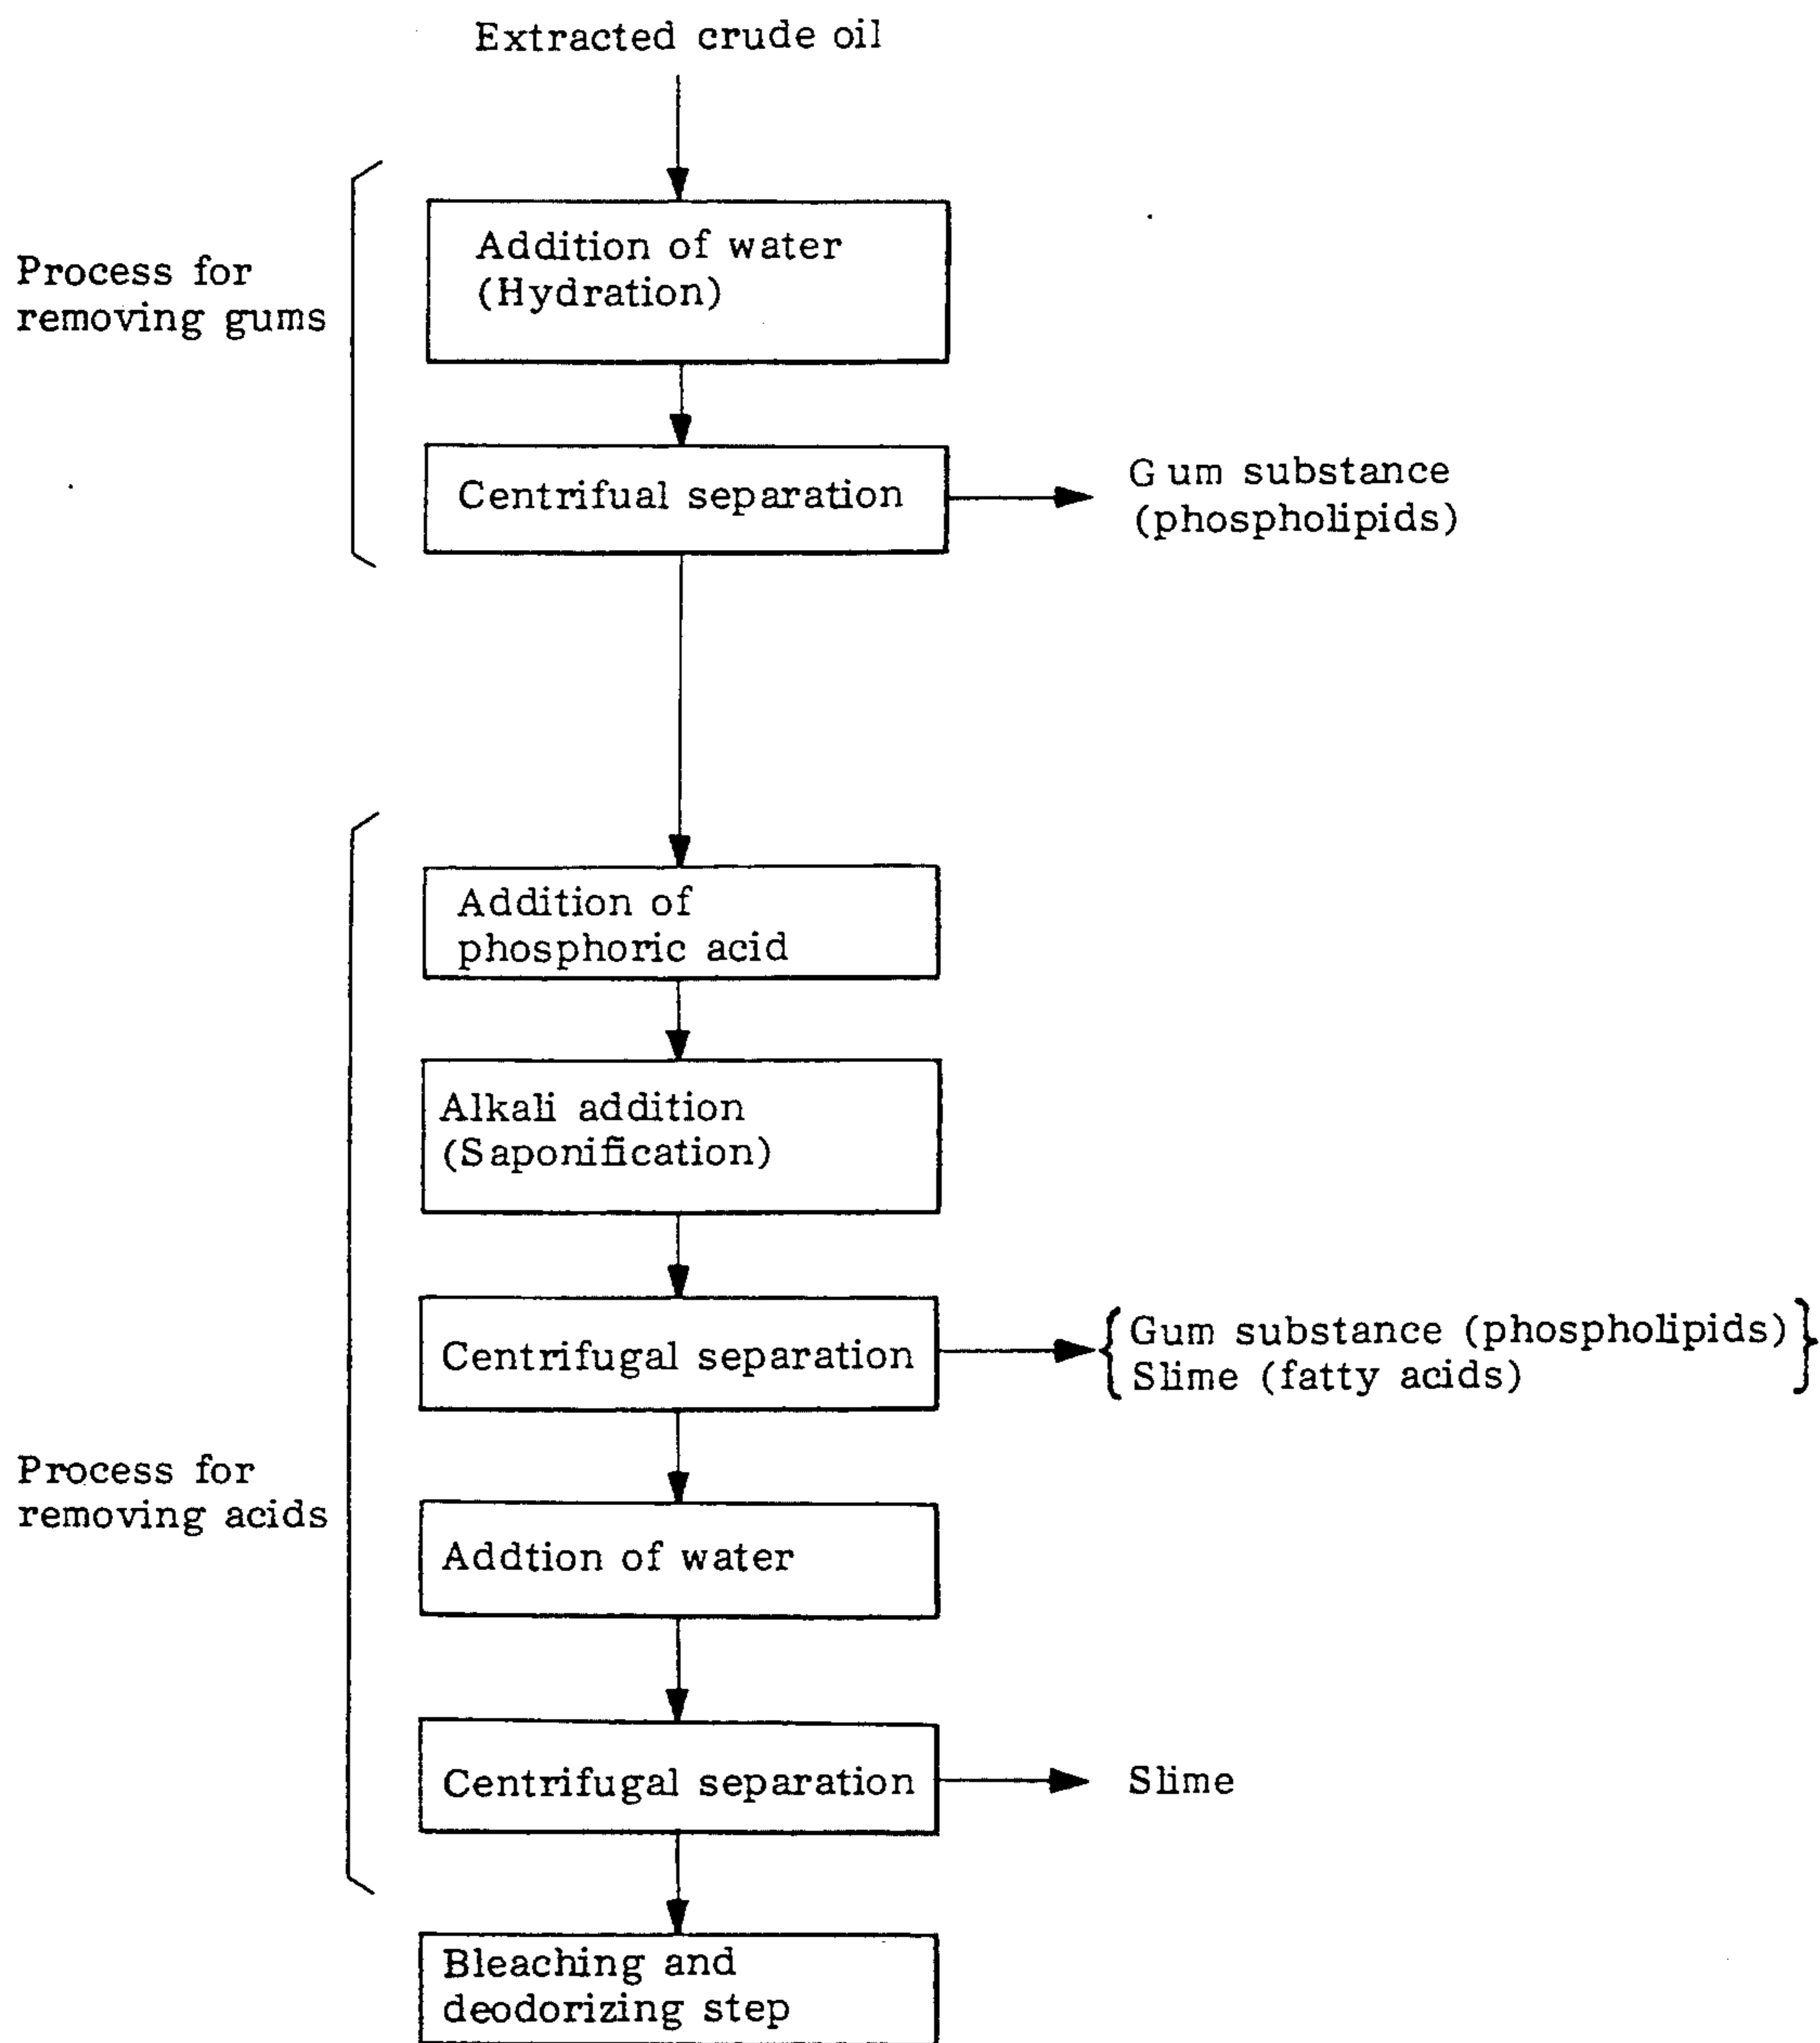 Extracted crude oil
Process for
removing gums
Addition of water
(Hydration)
Centrifual separation
Gum substance
(phospholipids)
Addition of
phosphoric acid
Alkali addition
(Saponification)
Centrifugal separation
{ Gum substance (phospholipids) }
Slime (fatty acids)
Process for
removing acids
Addtion of water
Centrifugal separation
Slime
Bleaching and
deodorizing step